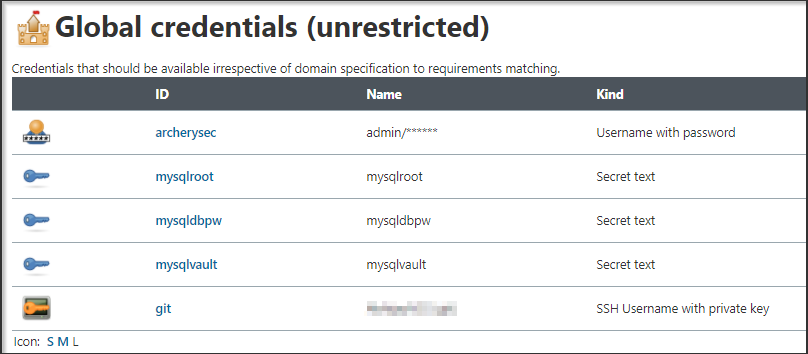 Global credentials (unrestricted)
Credentials that should be available irrespective of domain specification to requirements matching.
ID Name Kind
archerysec admin/****** Username with password
mysqlroot mysqlroot Secret text
mysqldbpw mysqldbpw Secret text
mysqlvault mysqlvault Secret text
git SSH Username with private key
Icon: S M L